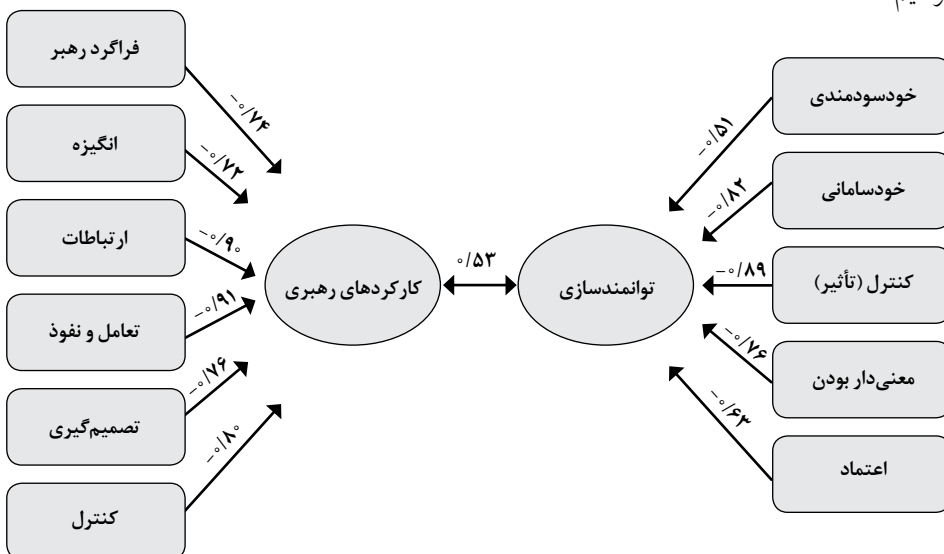 فراگرد رهبر
انگیزه
ارتباطات
تعامل و نفوذ
تصمیم‌گیری
کنترل
-۰/۷۴
-۰/۷۲
-۰/۹۰
-۰/۹۱
-۰/۷۶
-۰/۸۰
کارکردهای رهبری
۰/۵۳
توانمندسازی
-۰/۵۱
-۰/۸۲
-۰/۸۹
-۰/۷۶
-۰/۶۳
خودسودمندی
خودسامانی
کنترل (تأثیر)
معنی‌دار بودن
اعتماد